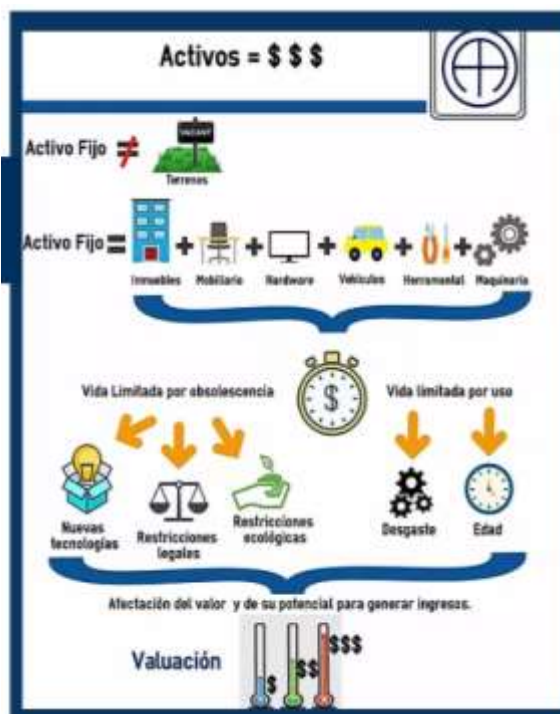 Activos = $ $ $
VACANT
Activo Fijo ≠
Terrenos
Activo Fijo = + + + + +
Inmuebles Mobiliario Hardware Vehículos Herramental Maquinaria
$
Vida Limitada por obsolescencia
Vida limitada por uso
Nuevas
tecnologías
Restricciones
legales
Restricciones
ecológicas
Desgaste
Edad
Afectación del valor y de su potencial para generar ingresos.
Valuación
$
$$
$$$